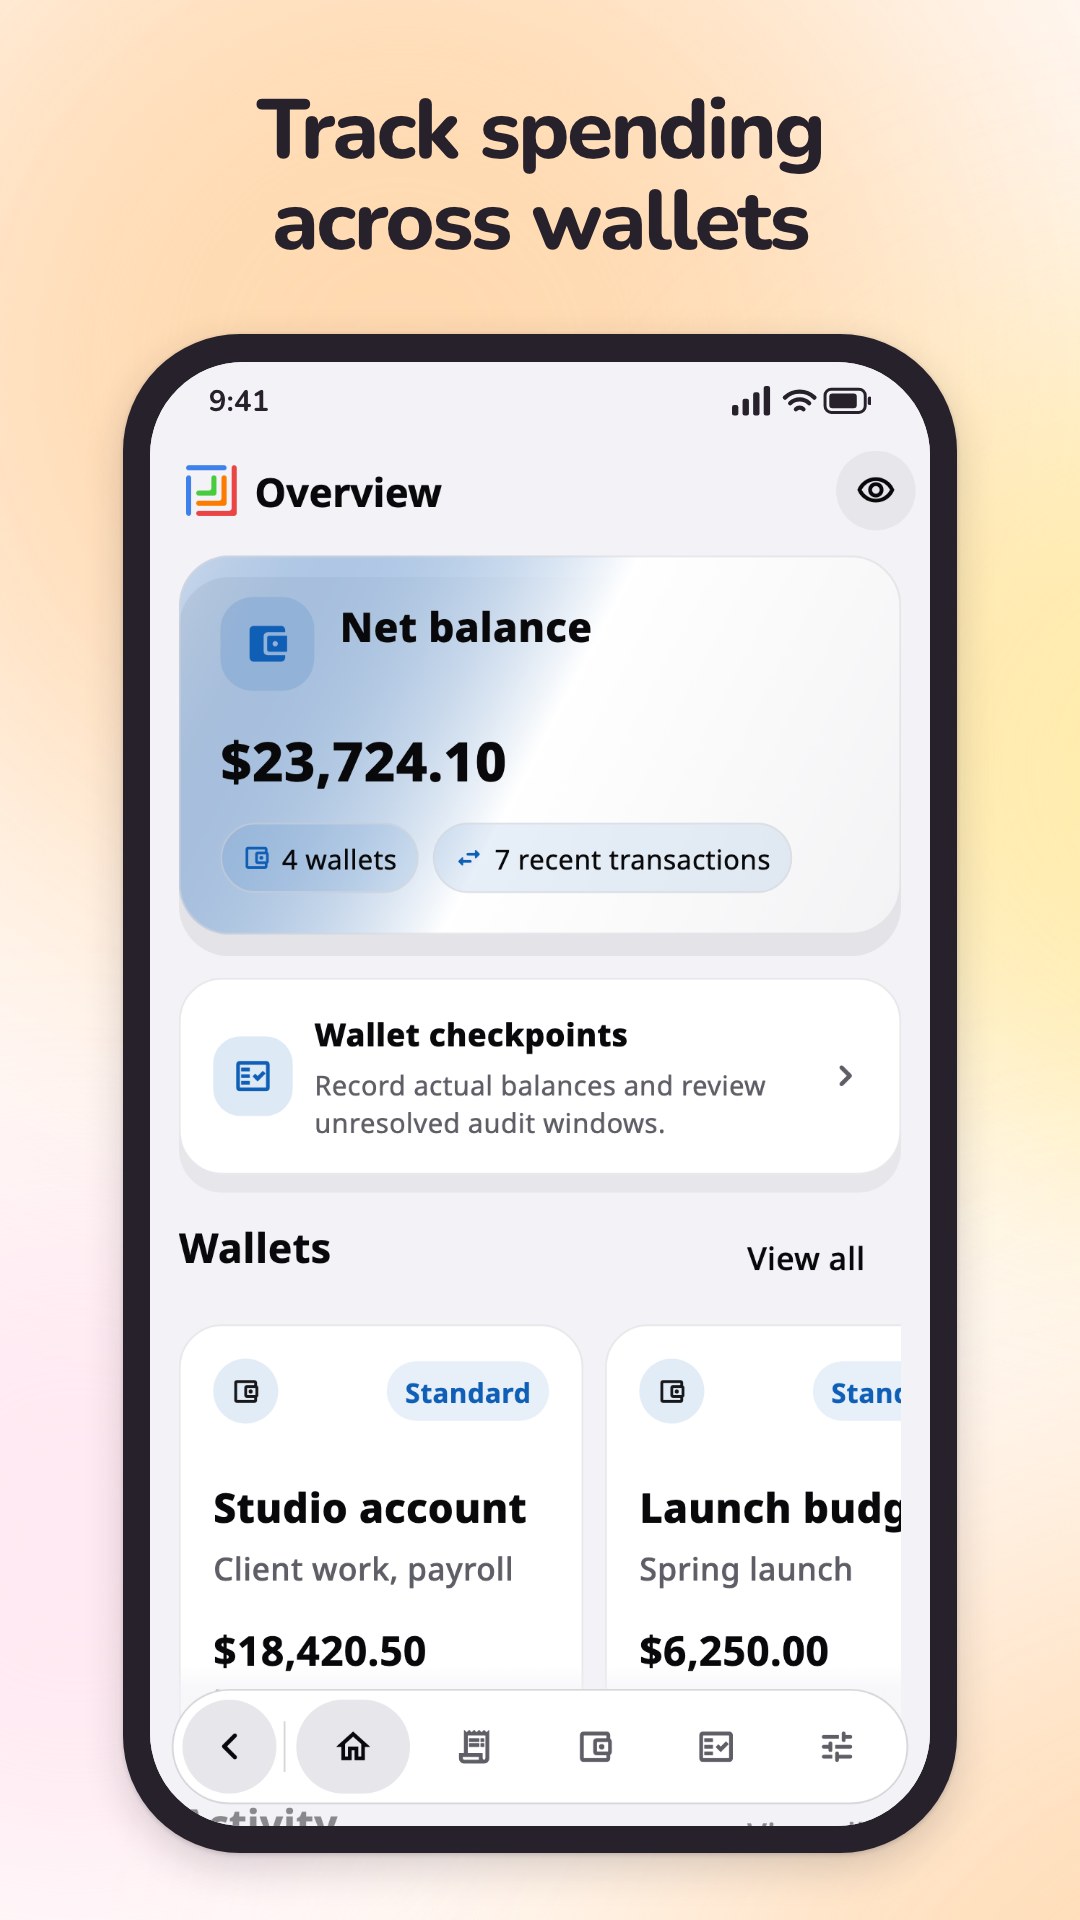 Track spending
across wallets
9:41
Overview
Net balance
$23,724.10
4 wallets
7 recent transactions
Wallet checkpoints
Record actual balances and review
unresolved audit windows.
Wallets
View all
Standard
Studio account
Client work, payroll
$18,420.50
Launch
Spring launch
$6,250.00
Activity